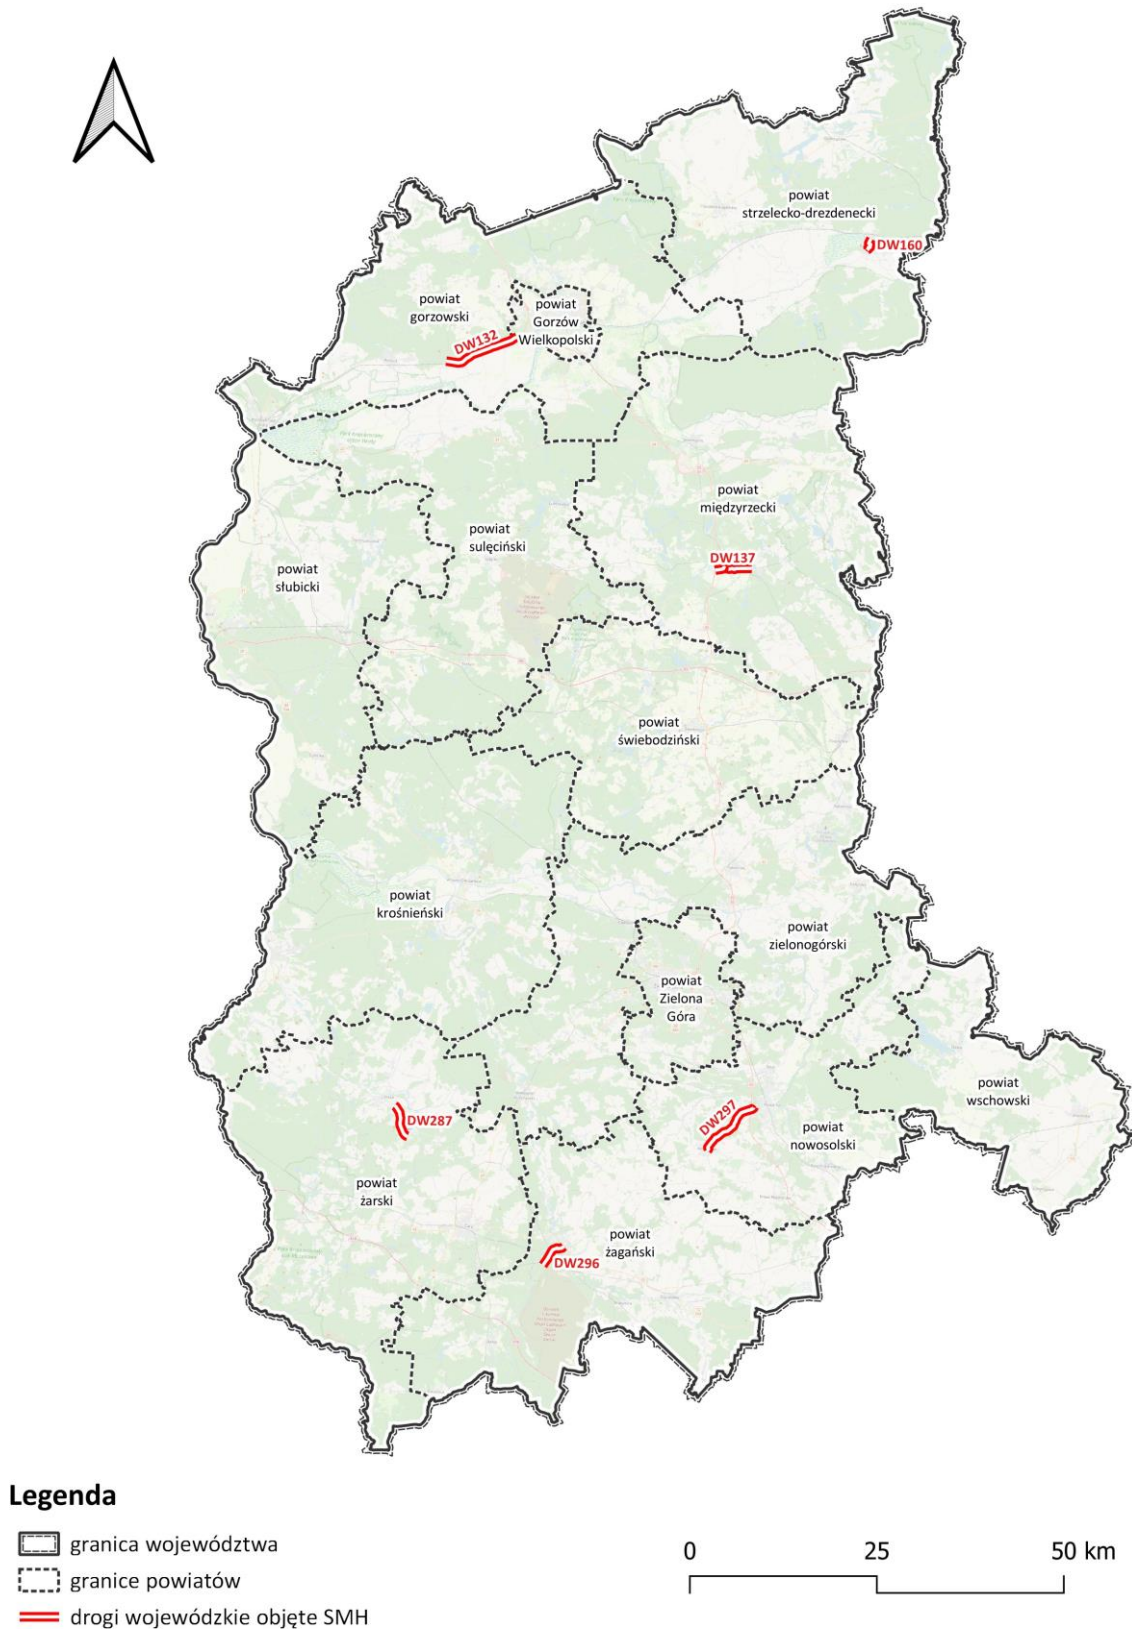 powiat
strzelecko-drezdenecki
DW160
powiat
gorzowski
powiat
Gorzów
Wielkopolski
DW132
powiat
międzyrzecki
powiat
sulęciński
DW137
powiat
słubicki
powiat
świebodziński
powiat
krośnieński
powiat
zielonogórski
powiat
Zielona
Góra
powiat
wschowski
DW287
DW297
powiat
nowosolski
powiat
żarski
powiat
żagański
DW296
Legenda
granica województwa
granice powiatów
drogi wojewódzkie objęte SMH
0 25 50 km